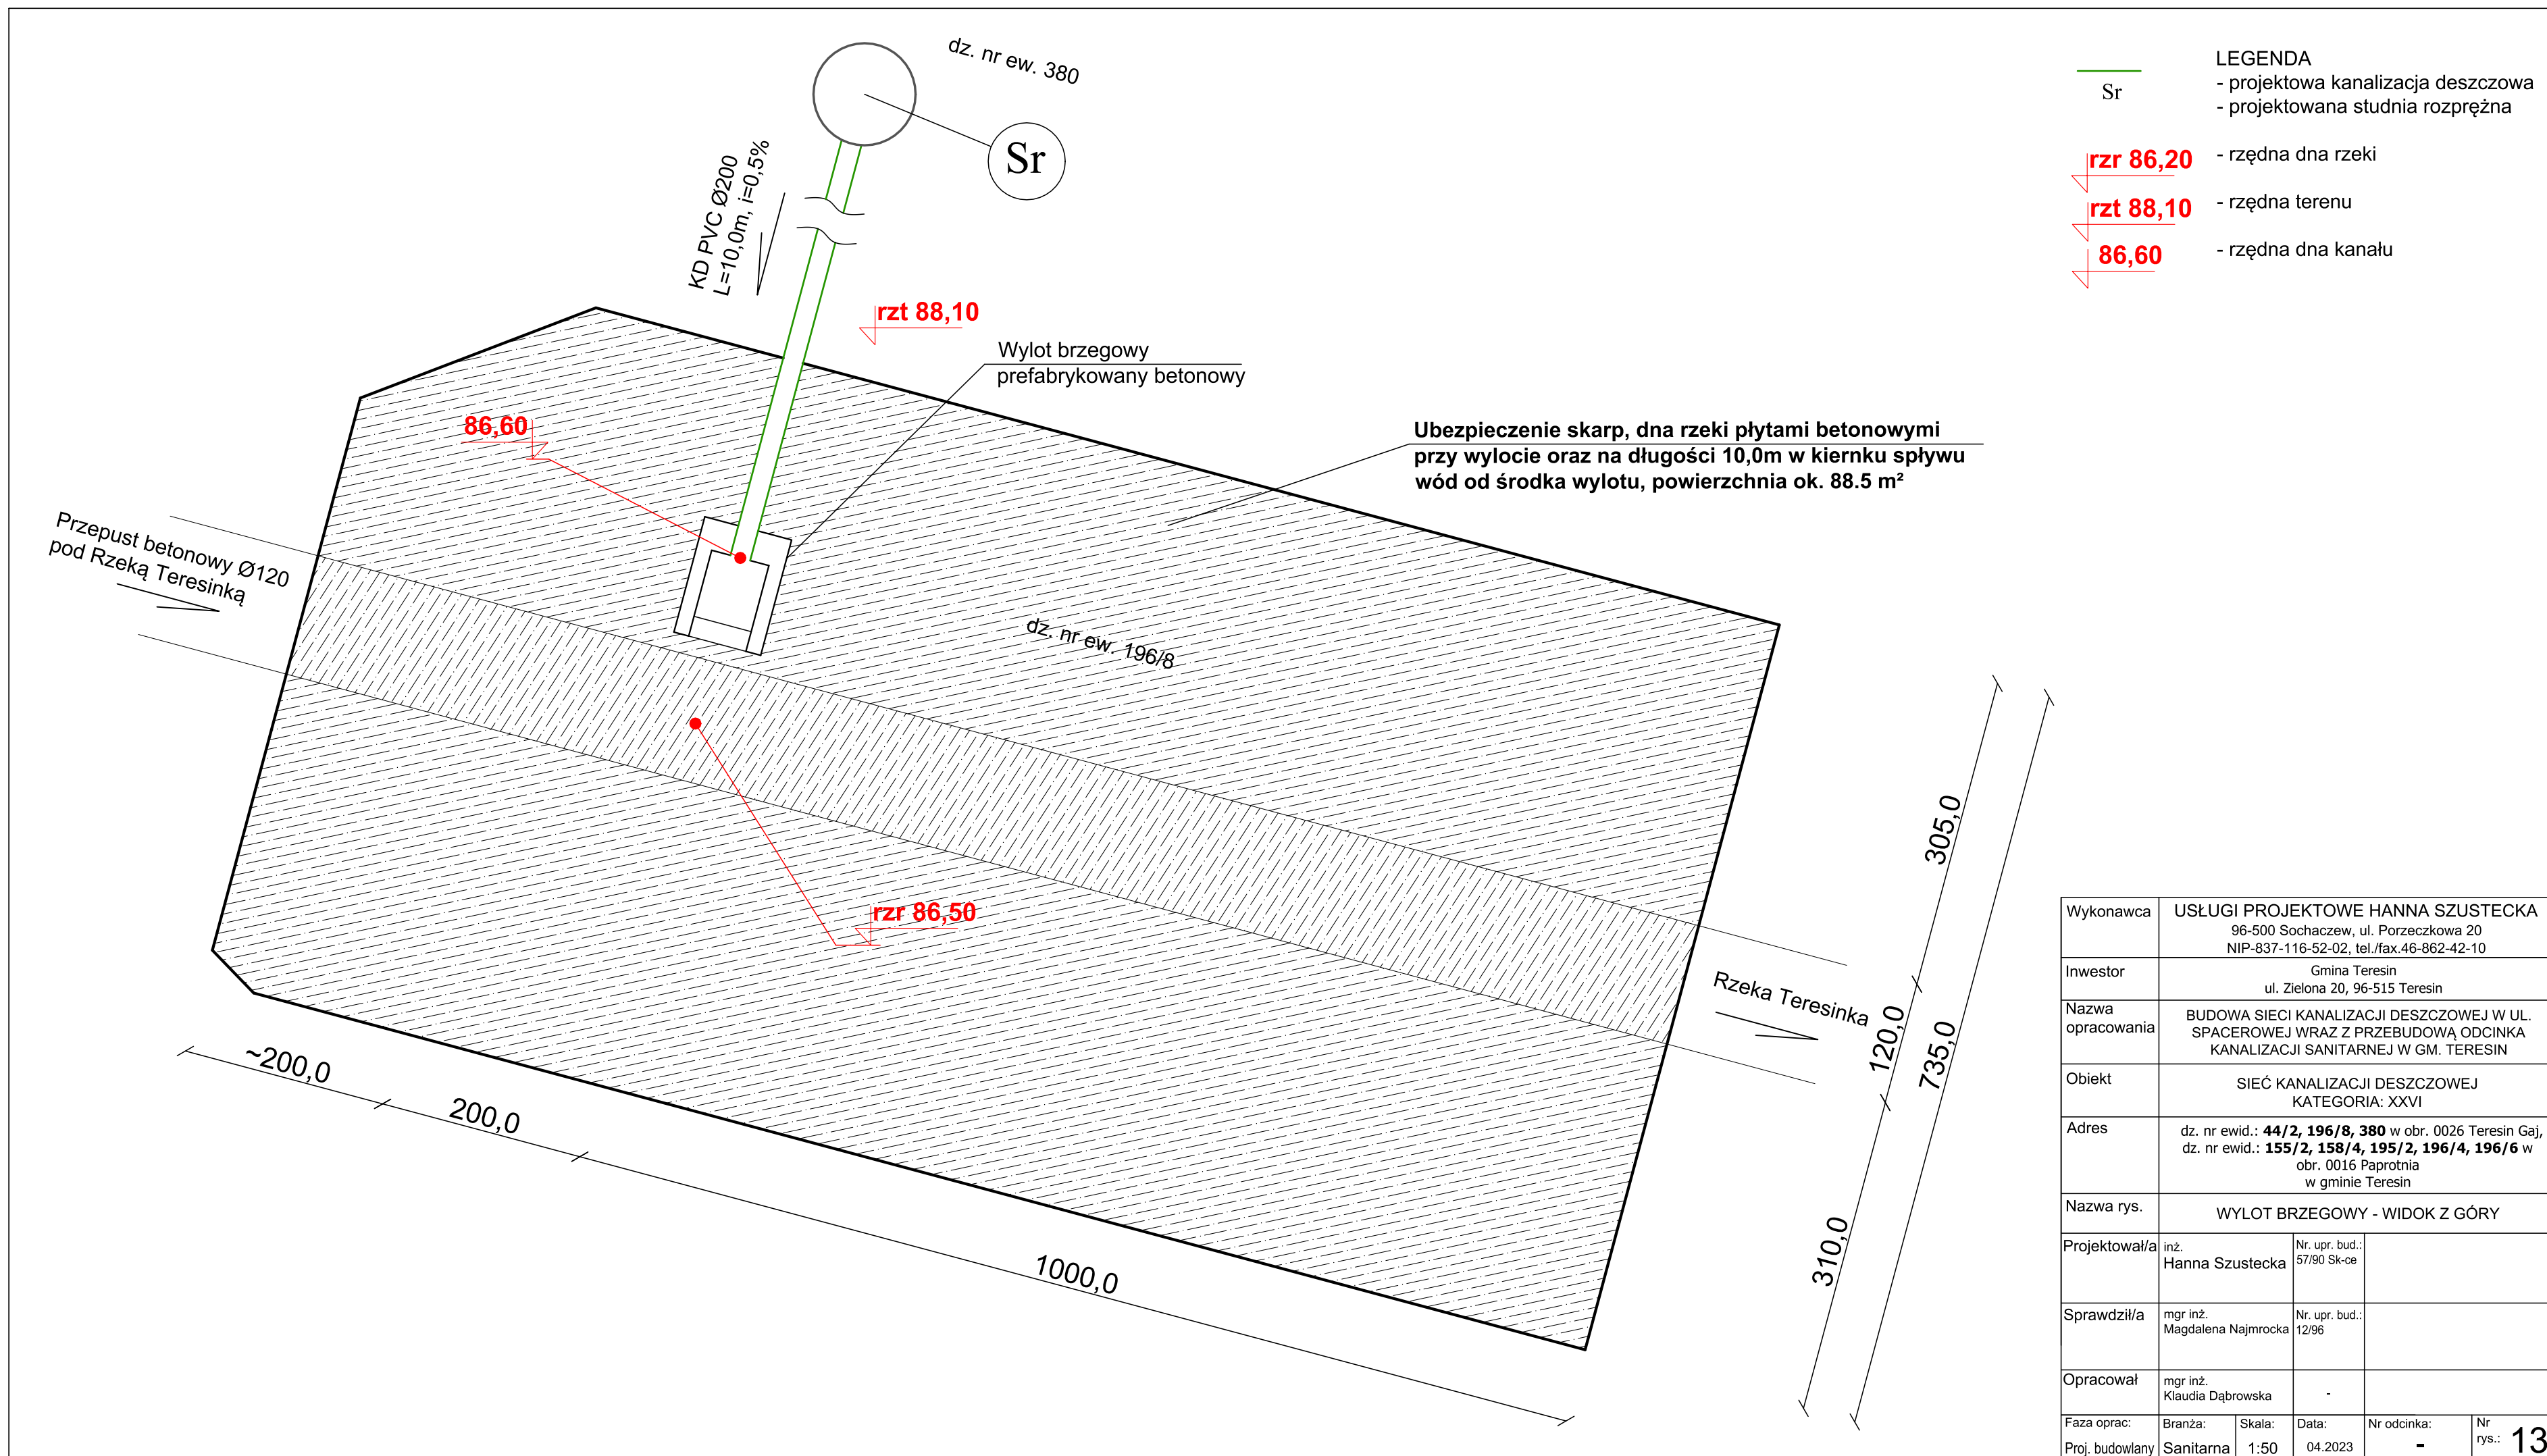 dz. nr ew. 380
Sr
KD PVC Ø200
L=10,0m, i=0,5%
rzt 88,10
Wylot brzegowy
prefabrykowany betonowy
86,60
Ubezpieczenie skarp, dna rzeki płytami betonowymi
przy wylocie oraz na długości 10,0m w kiernku spływu
wód od środka wylotu, powierzchnia ok. 88.5 m²
Przepust betonowy Ø120
pod Rzeką Teresinką
dz. nr ew. 196/8
rzr 86,50
Rzeka Teresinka
~200,0
200,0
1000,0
305,0
120,0
735,0
310,0
LEGENDA
- projektowa kanalizacja deszczowa
Sr
- projektowana studnia rozprężna
rzr 86,20 - rzędna dna rzeki
rzt 88,10 - rzędna terenu
86,60 - rzędna dna kanału
Wykonawca
USŁUGI PROJEKTOWE HANNA SZUSTECKA
96-500 Sochaczew, ul. Porzeczkowa 20
NIP-837-116-52-02, tel./fax.46-862-42-10
Inwestor
Gmina Teresin
ul. Zielona 20, 96-515 Teresin
Nazwa
opracowania
BUDOWA SIECI KANALIZACJI DESZCZOWEJ W UL.
SPACEROWEJ WRAZ Z PRZEBUDOWĄ ODCINKA
KANALIZACJI SANITARNEJ W GM. TERESIN
Obiekt
SIEĆ KANALIZACJI DESZCZOWEJ
KATEGORIA: XXVI
Adres
dz. nr ewid.: 44/2, 196/8, 380 w obr. 0026 Teresin Gaj,
dz. nr ewid.: 155/2, 158/4, 195/2, 196/4, 196/6 w
obr. 0016 Paprotnia
w gminie Teresin
Nazwa rys.
WYLOT BRZEGOWY - WIDOK Z GÓRY
Projektował/a
inż.
Hanna Szustecka
Nr. upr. bud.:
57/90 Sk-ce
Sprawdził/a
mgr inż.
Magdalena Najmrocka
Nr. upr. bud.:
12/96
Opracował
mgr inż.
Klaudia Dąbrowska
-
Faza oprac:
Proj. budowlany
Branża:
Sanitarna
Skala:
1:50
Data:
04.2023
Nr odcinka:
-
Nr
rys.: 13